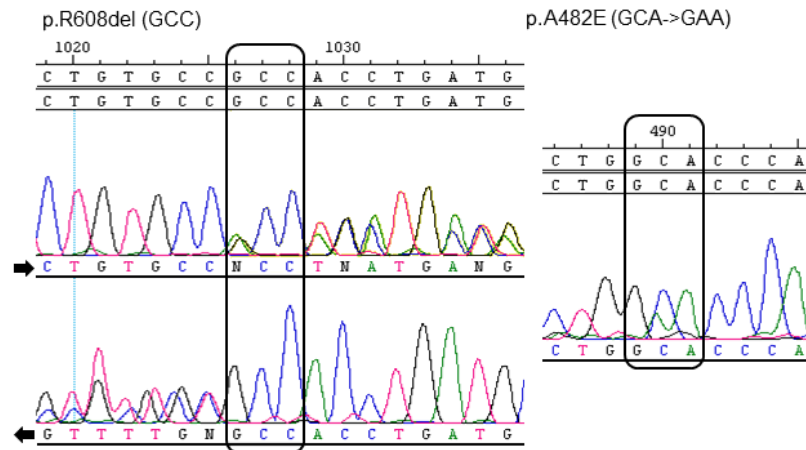 p.R608del (GCC)
1020 1030
C T G T G C C G C C A C C T G A T G
C T G T G C C G C C A C C T G A T G
C T G T G C C N C C T N A T G A N G
G T T T T G N G C C A C C T G A T G
p.A482E (GCA->GAA)
490
C T G G C A C C C A
C T G G C A C C C A
C T G G C A C C C A